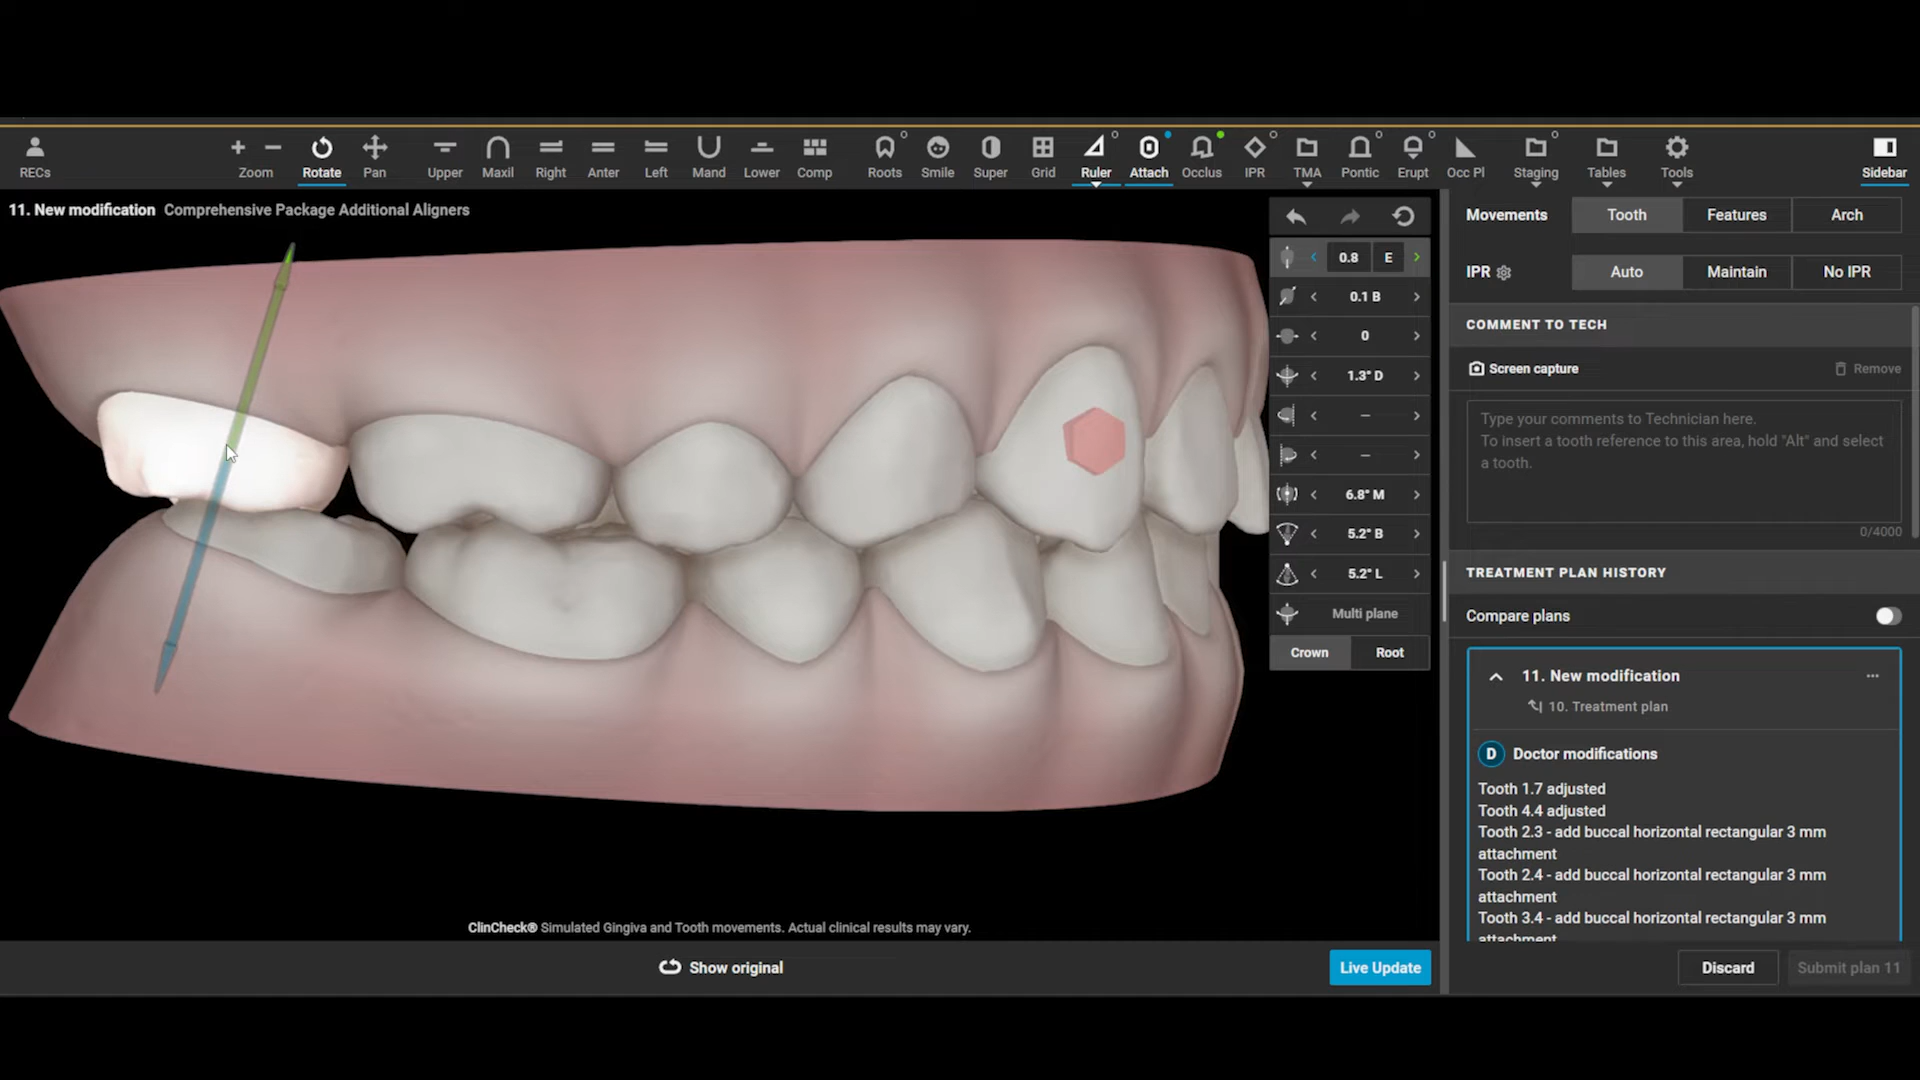 RECs
Zoom
Rotate
Pan
Upper
Maxil
Right
Anter
Left
Mand
Lower
Comp
Roots
Smile
Super
Grid
Ruler
Attach
Occlus
IPR
TMA
Pontic
Erupt
Occ Pl
Staging
Tables
Tools
Sidebar
11. New modification Comprehensive Package Additional Aligners
0.8 E
0.1 B
0
1.3° D
–
–
6.8° M
5.2° B
5.2° L
Multi plane
Crown Root
Movements Tooth Features Arch
IPR Auto Maintain No IPR
COMMENT TO TECH
Screen capture Remove
Type your comments to Technician here.
To insert a tooth reference to this area, hold "Alt" and select
a tooth.
0/4000
TREATMENT PLAN HISTORY
Compare plans
11. New modification
10. Treatment plan
D Doctor modifications
Tooth 1.7 adjusted
Tooth 4.4 adjusted
Tooth 2.3 - add buccal horizontal rectangular 3 mm
attachment
Tooth 2.4 - add buccal horizontal rectangular 3 mm
attachment
Tooth 3.4 - add buccal horizontal rectangular 3 mm
attachment
ClinCheck® Simulated Gingiva and Tooth movements. Actual clinical results may vary.
Show original
Live Update
Discard
Submit plan 11